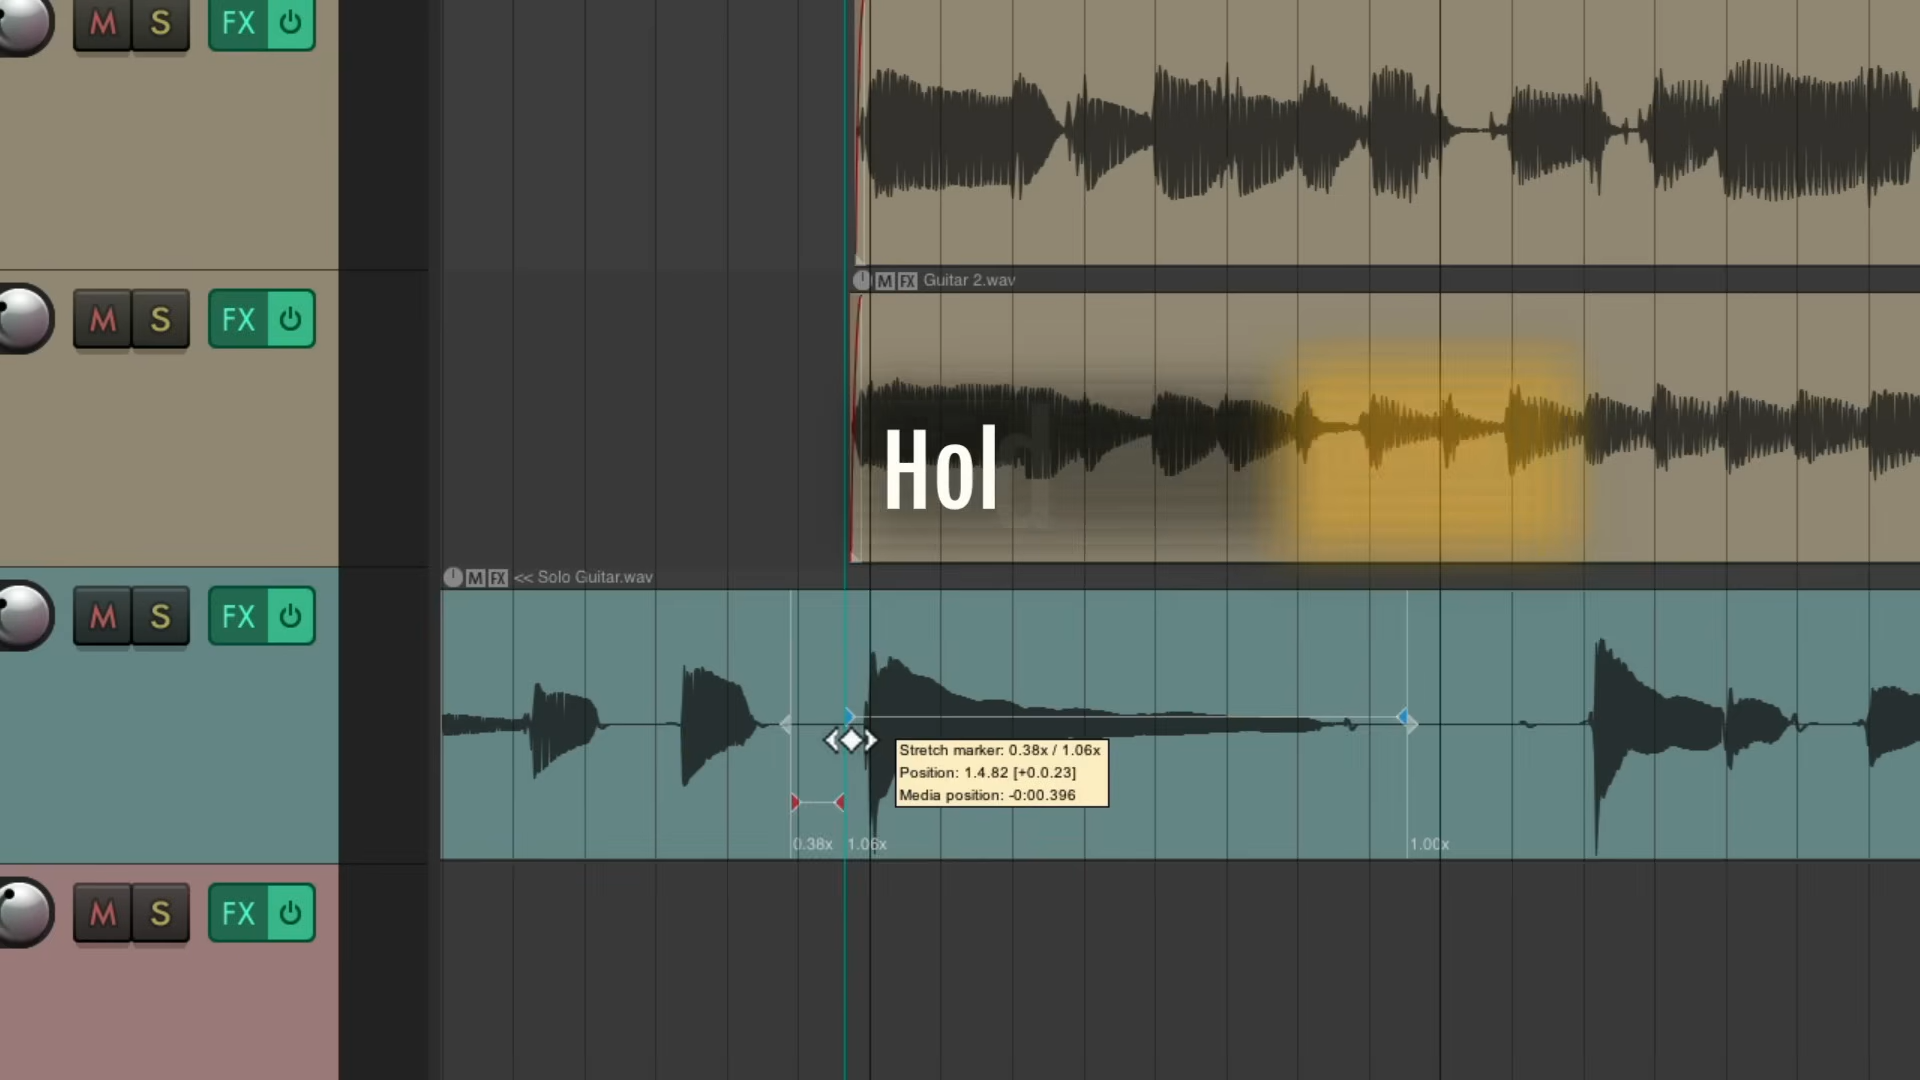 M S FX
Guitar 2.wav
M FX
M S FX
Hol
M FX << Solo Guitar.wav
M S FX
Stretch marker: 0.38x / 1.06x
Position: 1.4.82 [+0.0.23]
Media position: -0:00.396
0.38x 1.06x 1.00x
M S FX